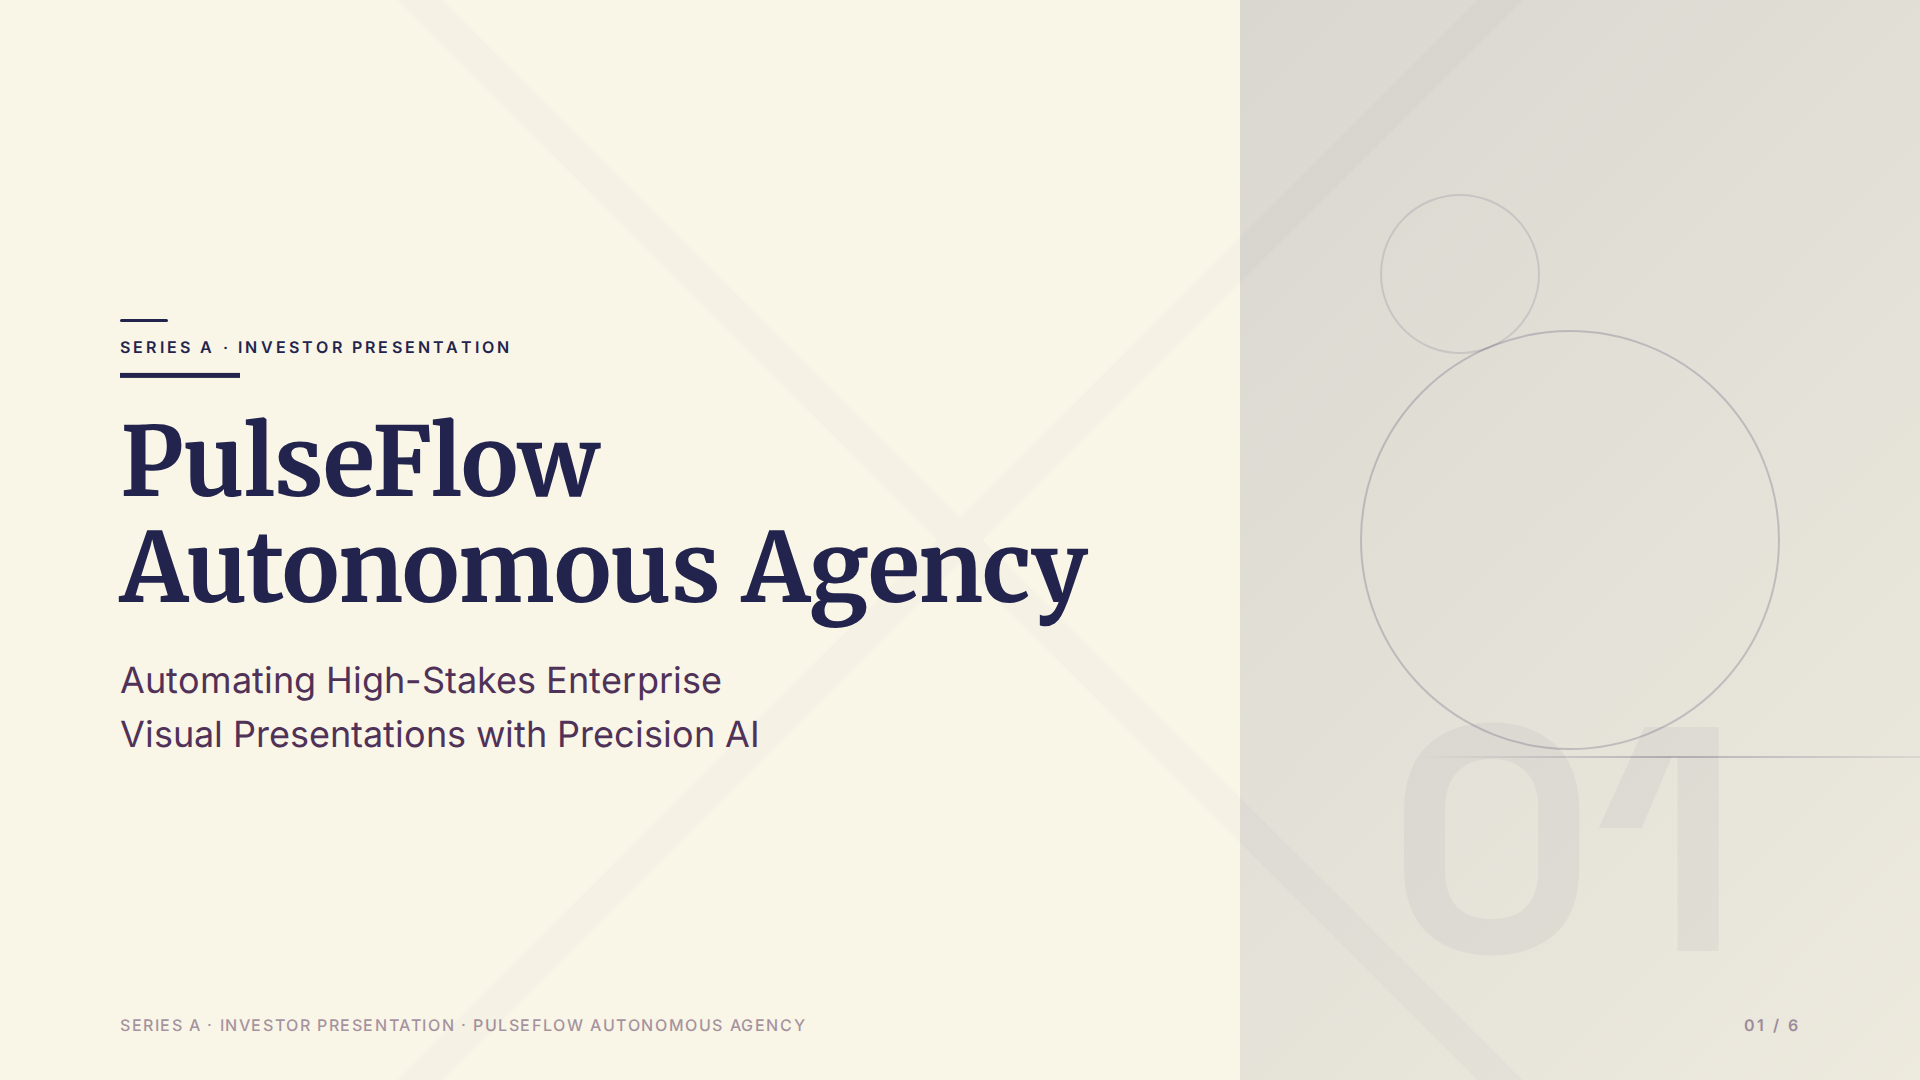 SERIES A · INVESTOR PRESENTATION
PulseFlow
Autonomous Agency
Automating High-Stakes Enterprise
Visual Presentations with Precision AI
01
SERIES A · INVESTOR PRESENTATION · PULSEFLOW AUTONOMOUS AGENCY
01 / 6